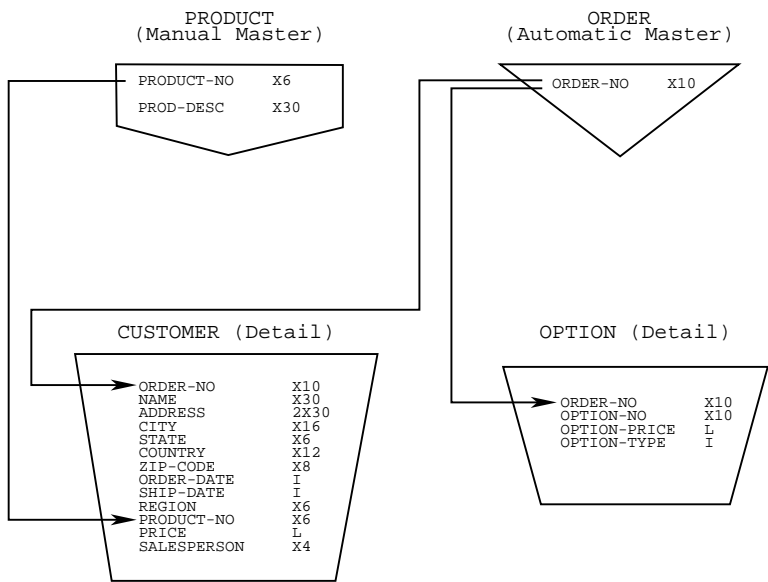 PRODUCT
(Manual Master)
PRODUCT-NO X6
PROD-DESC X30
ORDER
(Automatic Master)
ORDER-NO X10
CUSTOMER (Detail)
ORDER-NO X10
NAME X30
ADDRESS 2X30
CITY X16
STATE X6
COUNTRY X12
ZIP-CODE X8
ORDER-DATE I
SHIP-DATE I
REGION X6
PRODUCT-NO X6
PRICE L
SALESPERSON X4
OPTION (Detail)
ORDER-NO X10
OPTION-NO X10
OPTION-PRICE L
OPTION-TYPE I